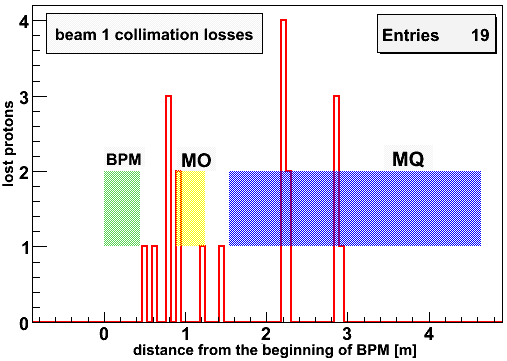 beam 1 collimation losses
Entries 19
lost protons
4
3
2
1
0
BPM
MO
MQ
0 1 2 3 4
distance from the beginning of BPM [m]